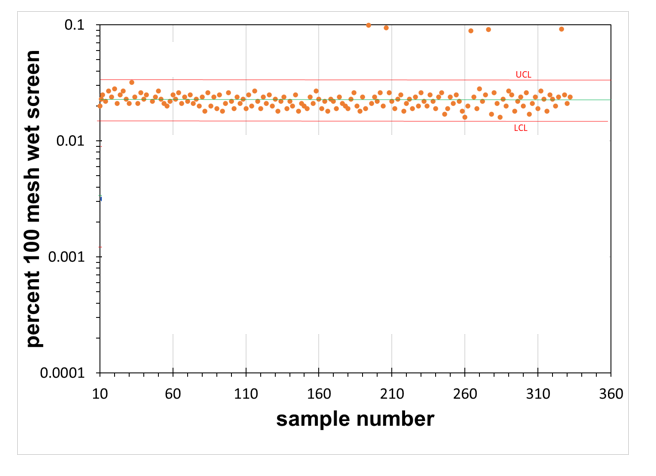 0.1
UCL
LCL
0.01
0.001
0.0001
percent 100 mesh wet screen
10 60 110 160 210 260 310 360
sample number